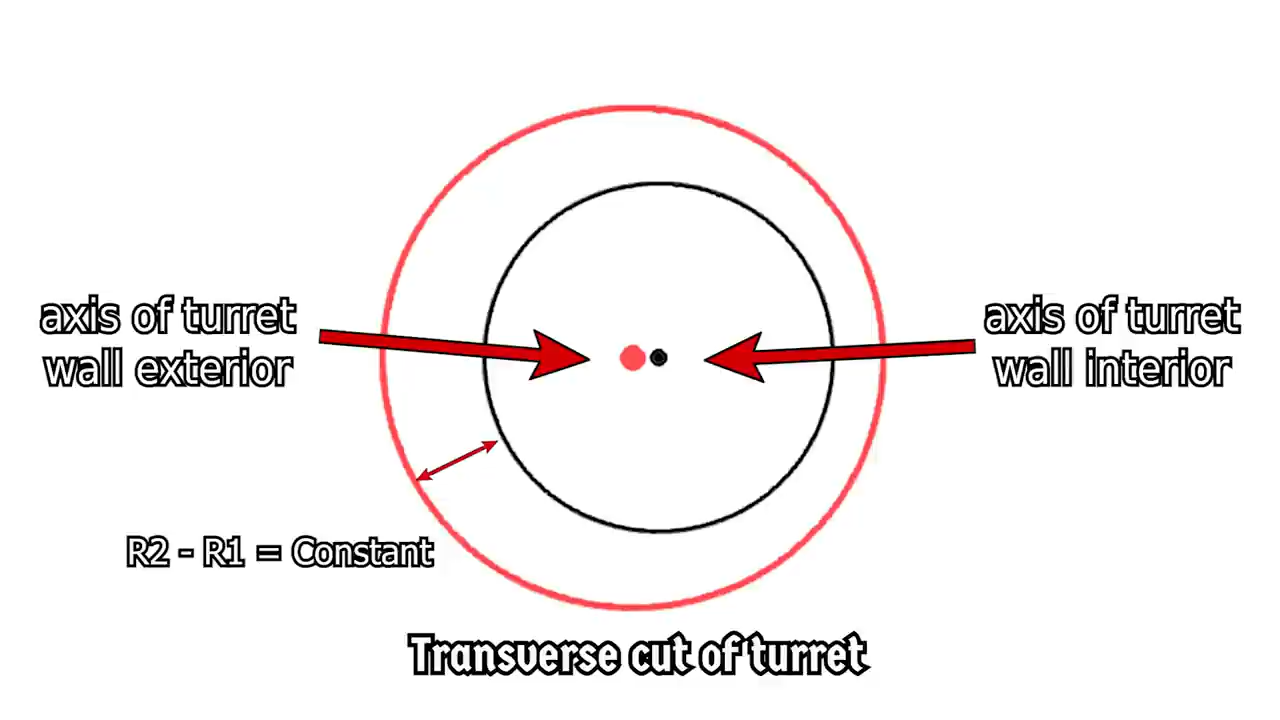 axis of turret
wall exterior
axis of turret
wall interior
R2 - R1 = Constant
Transverse cut of turret